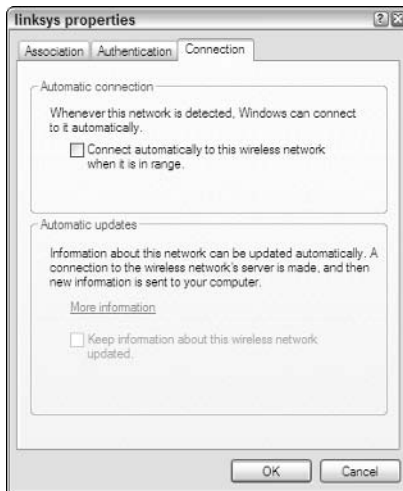 linksys properties
Association Authentication Connection
Automatic connection
Whenever this network is detected, Windows can connect
to it automatically.
Connect automatically to this wireless network
when it is in range.
Automatic updates
Information about this network can be updated automatically. A
connection to the wireless network's server is made, and then
new information is sent to your computer.
More information
Keep information about this wireless network
updated.
OK Cancel